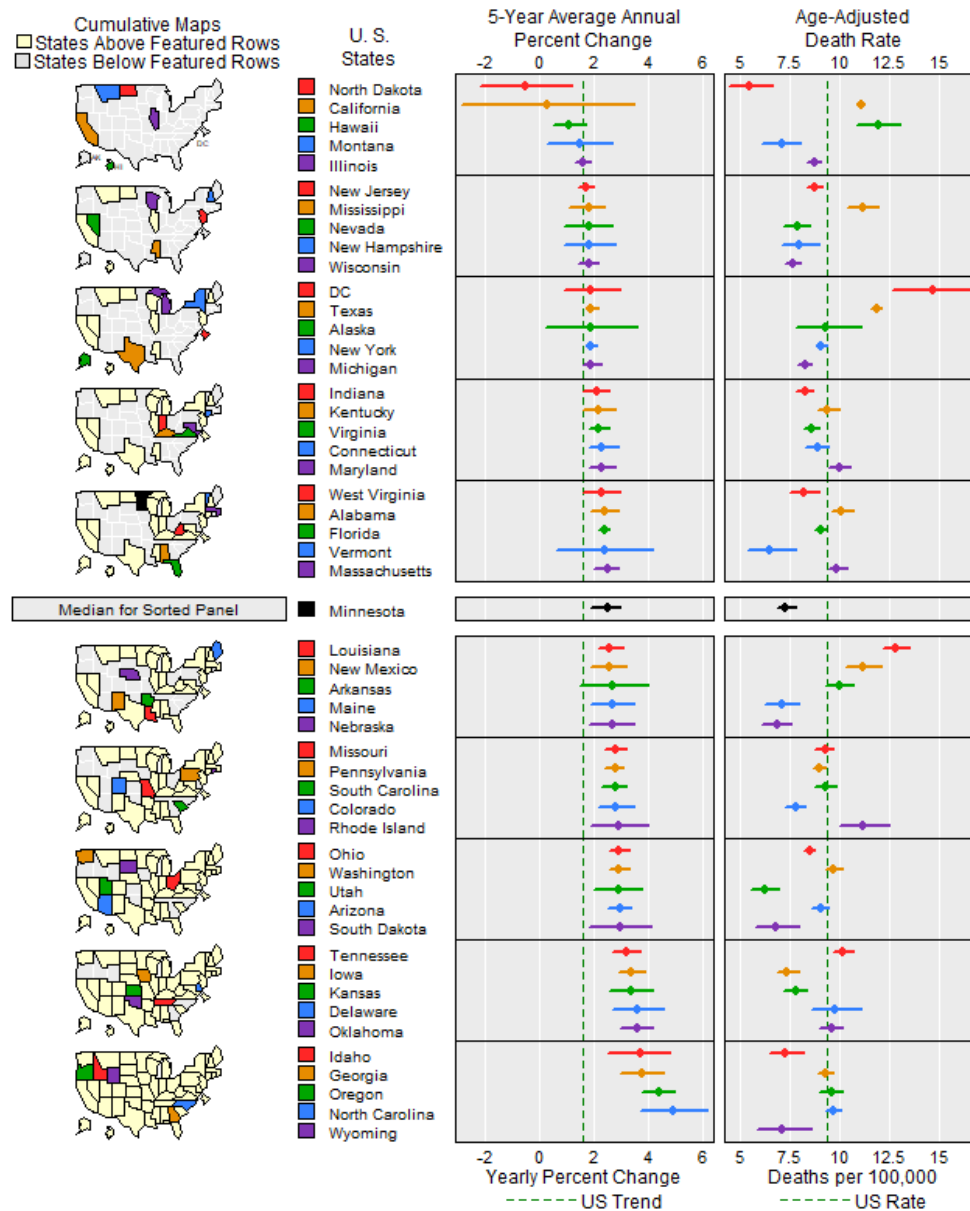 Cumulative Maps
States Above Featured Rows
States Below Featured Rows
U. S.
States
5-Year Average Annual
Percent Change
Age-Adjusted
Death Rate
-2 0 2 4 6
5 7.5 10 12.5 15
North Dakota
California
Hawaii
Montana
Illinois
AK
HI
DC
New Jersey
Mississippi
Nevada
New Hampshire
Wisconsin
DC
Texas
Alaska
New York
Michigan
Indiana
Kentucky
Virginia
Connecticut
Maryland
West Virginia
Alabama
Florida
Vermont
Massachusetts
Median for Sorted Panel
Minnesota
Louisiana
New Mexico
Arkansas
Maine
Nebraska
Missouri
Pennsylvania
South Carolina
Colorado
Rhode Island
Ohio
Washington
Utah
Arizona
South Dakota
Tennessee
Iowa
Kansas
Delaware
Oklahoma
Idaho
Georgia
Oregon
North Carolina
Wyoming
-2 0 2 4 6
5 7.5 10 12.5 15
Yearly Percent Change
Deaths per 100,000
US Trend
US Rate